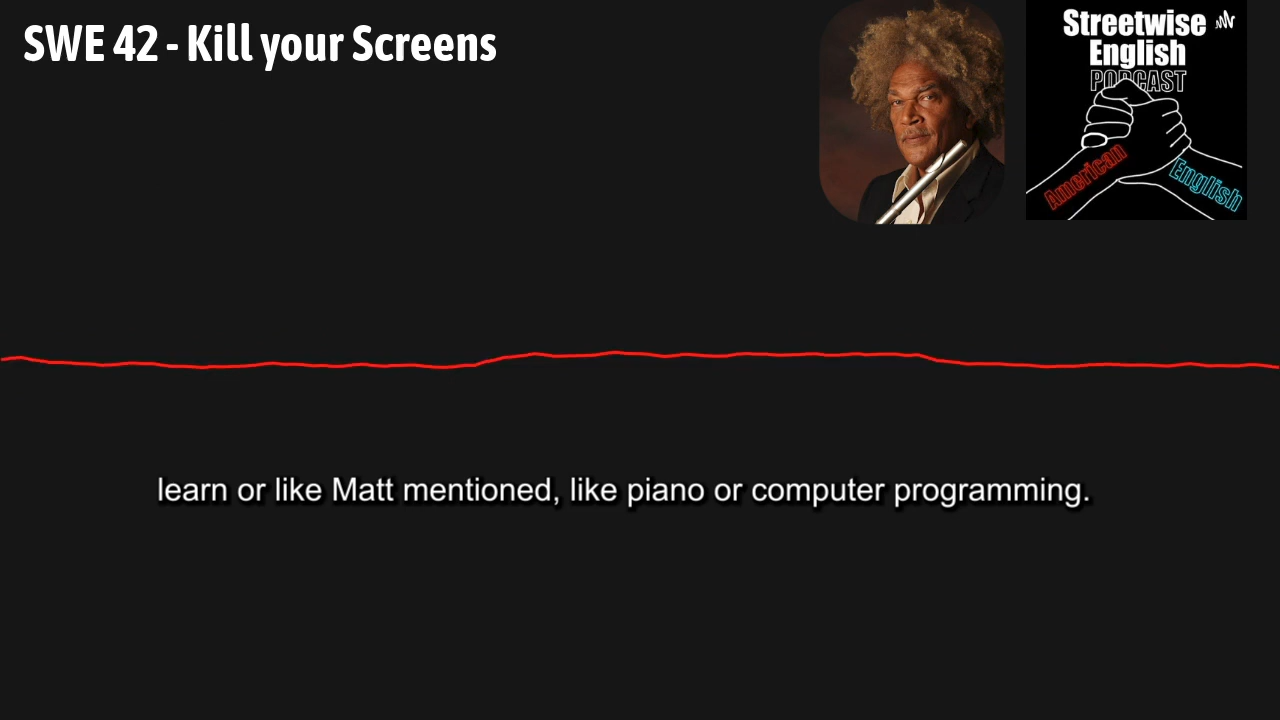 SWE 42 - Kill your Screens
Streetwise
English
PODCAST
American
English
learn or like Matt mentioned, like piano or computer programming.